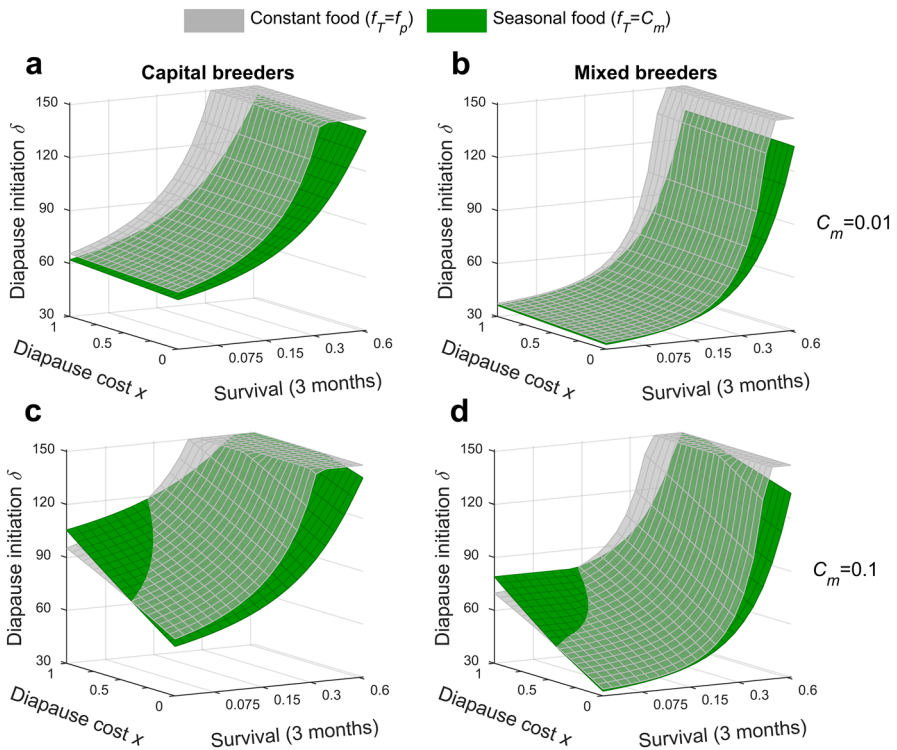 Constant food (f_T=f_p) Seasonal food (f_T=C_m)
a Capital breeders
b Mixed breeders
150
120
90
60
30
Diapause initiation δ
1
0.5
0
Diapause cost x
0.075
0.15
0.3
0.6
Survival (3 months)
150
120
90
60
30
Diapause initiation δ
1
0.5
0
Diapause cost x
0.075
0.15
0.3
0.6
Survival (3 months)
C_m=0.01
c
150
120
90
60
30
Diapause initiation δ
1
0.5
0
Diapause cost x
0.075
0.15
0.3
0.6
Survival (3 months)
d
150
120
90
60
30
Diapause initiation δ
1
0.5
0
Diapause cost x
0.075
0.15
0.3
0.6
Survival (3 months)
C_m=0.1